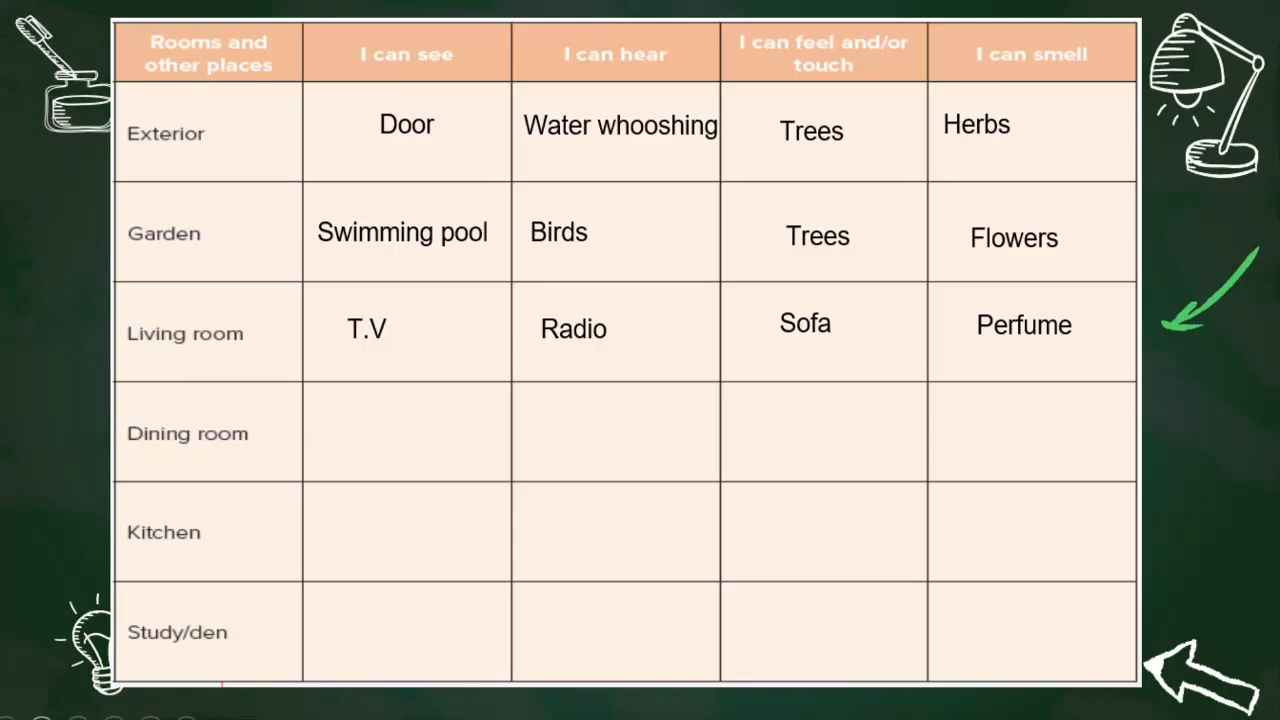 Rooms and
other places
I can see
I can hear
I can feel and/or
touch
I can smell
Exterior
Door
Water whooshing
Trees
Herbs
Garden
Swimming pool
Birds
Trees
Flowers
Living room
T.V
Radio
Sofa
Perfume
Dining room
Kitchen
Study/den